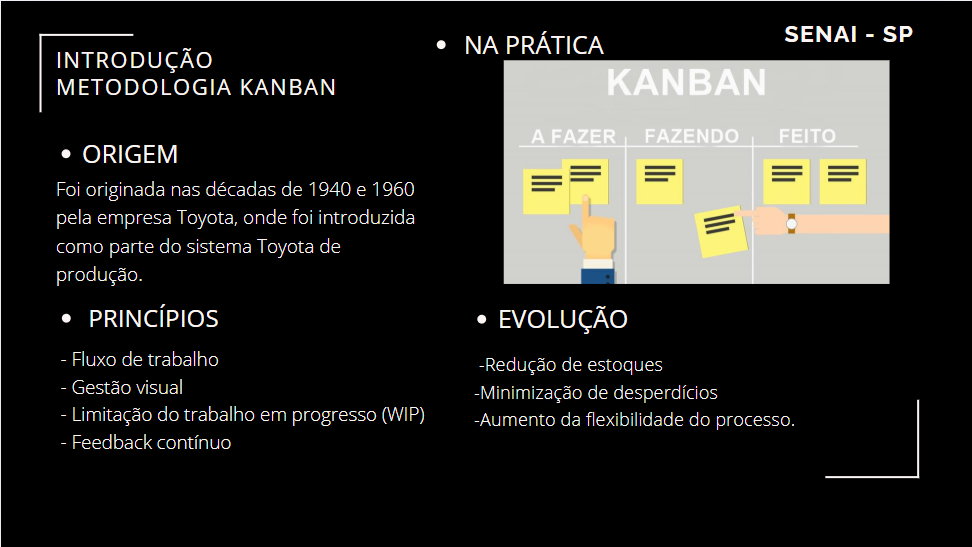 INTRODUÇÃO
METODOLOGIA KANBAN
• ORIGEM
Foi originada nas décadas de 1940 e 1960
pela empresa Toyota, onde foi introduzida
como parte do sistema Toyota de
produção.
• PRINCÍPIOS
- Fluxo de trabalho
- Gestão visual
- Limitação do trabalho em progresso (WIP)
- Feedback contínuo
SENAI - SP
• NA PRÁTICA
KANBAN
A FAZER FAZENDO FEITO
• EVOLUÇÃO
-Redução de estoques
-Minimização de desperdícios
-Aumento da flexibilidade do processo.